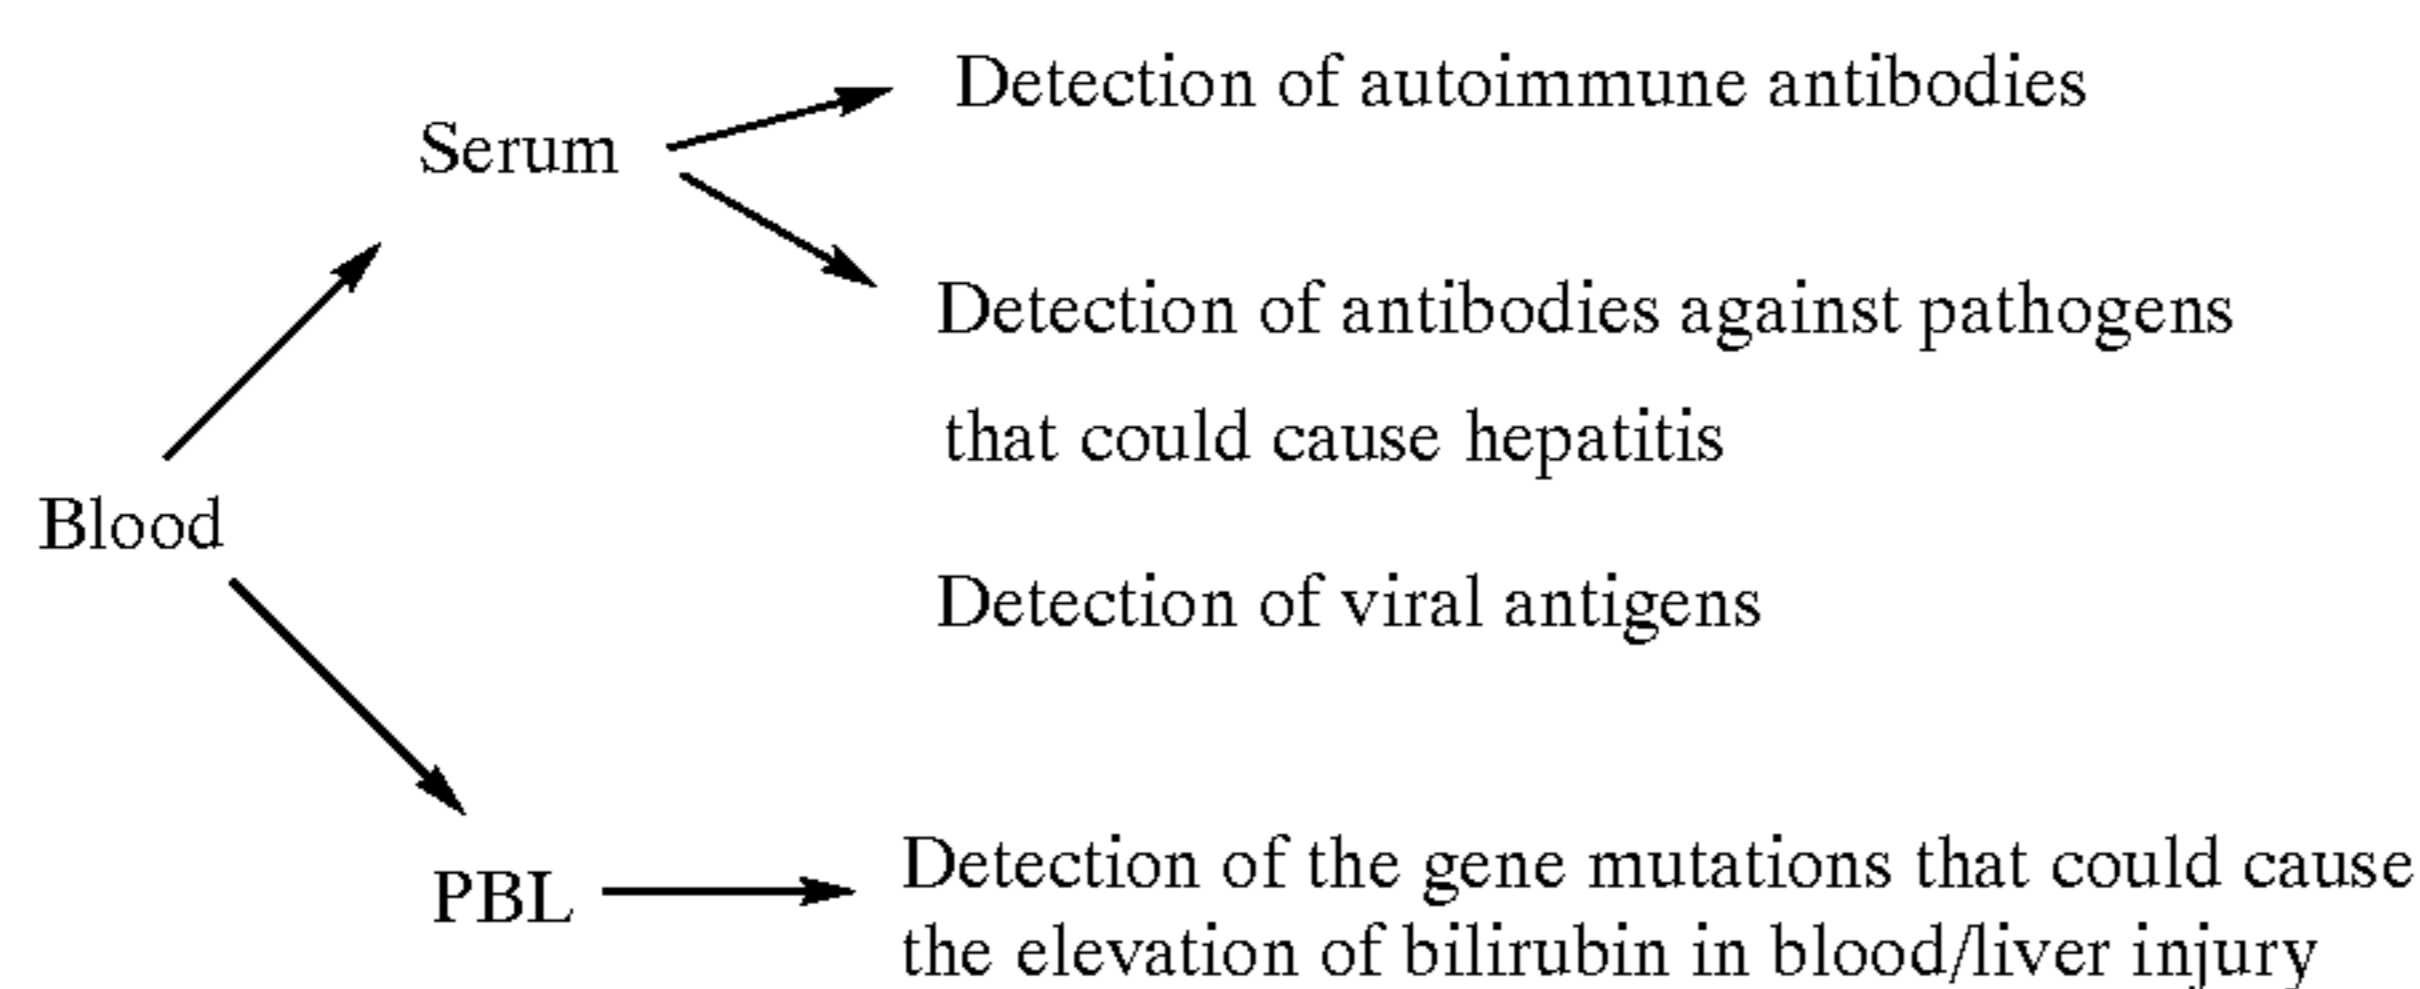 Detection of autoimmune antibodies
Serum
Detection of antibodies against pathogens
that could cause hepatitis
Blood
Detection of viral antigens
PBL
Detection of the gene mutations that could cause
the elevation of bilirubin in blood/liver injury